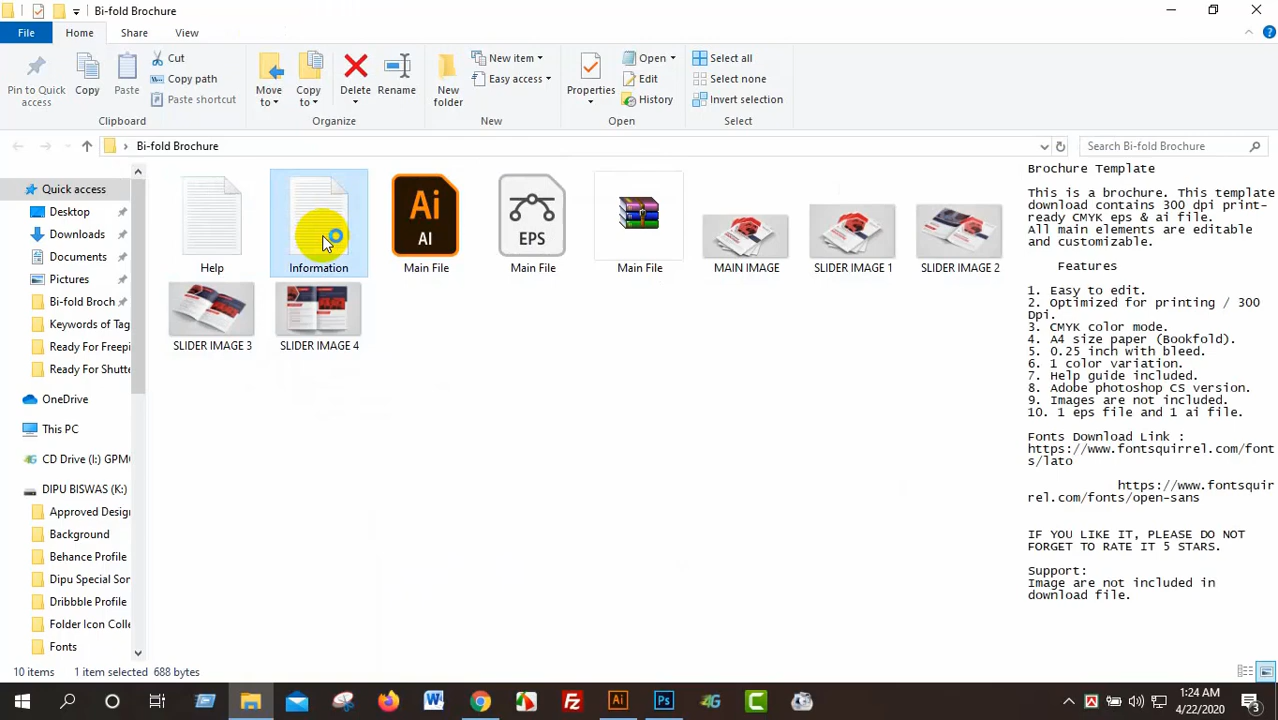 Bi-fold Brochure
File Home Share View
Pin to Quick access
Copy
Paste
Cut
Copy path
Paste shortcut
Clipboard
Move to
Copy to
Delete
Rename
Organize
New folder
New item
Easy access
New
Properties
Open
Edit
History
Open
Select all
Select none
Invert selection
Select
Bi-fold Brochure
Search Bi-fold Brochure
Quick access
Desktop
Downloads
Documents
Pictures
Bi-fold Broch
Keywords of Tag
Ready For Freepi
Ready For Shutte
OneDrive
This PC
CD Drive (I:) GPMC
DIPU BISWAS (K:)
Approved Desig
Background
Behance Profile
Dipu Special Son
Dribbble Profile
Folder Icon Colle
Fonts
Help
Information
Ai
AI
Main File
EPS
Main File
Main File
MAIN IMAGE
SLIDER IMAGE 1
SLIDER IMAGE 2
SLIDER IMAGE 3
SLIDER IMAGE 4
Brochure Template
This is a brochure. This template
download contains 300 dpi print-
ready CMYK eps & ai file.
All main elements are editable
and customizable.
Features
1. Easy to edit.
2. Optimized for printing / 300
Dpi.
3. CMYK color mode.
4. A4 size paper (Bookfold).
5. 0.25 inch with bleed.
6. 1 color variation.
7. Help guide included.
8. Adobe photoshop CS version.
9. Images are not included.
10. 1 eps file and 1 ai file.
Fonts Download Link :
https://www.fontsquirrel.com/font
s/lato
https://www.fontsquir
rel.com/fonts/open-sans
IF YOU LIKE IT, PLEASE DO NOT
FORGET TO RATE IT 5 STARS.
Support:
Image are not included in
download file.
10 items 1 item selected 688 bytes
1:24 AM
4/22/2020